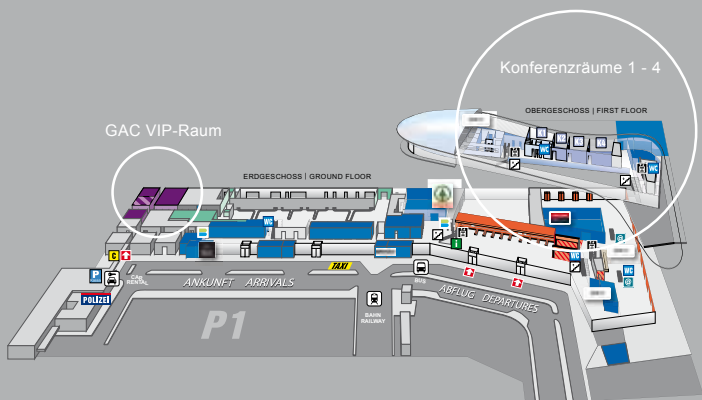 Konferenzräume 1 - 4
OBERGESCHOSS | FIRST FLOOR
GAC VIP-Raum
ERDGESCHOSS | GROUND FLOOR
WC
WC
WC
i
WC
@
WC
@
C
P
CAR
RENTAL
POLIZEI
TAXI
ANKUNFT ARRIVALS
BUS
ABFLUG DEPARTURES
BAHN
RAILWAY
P1